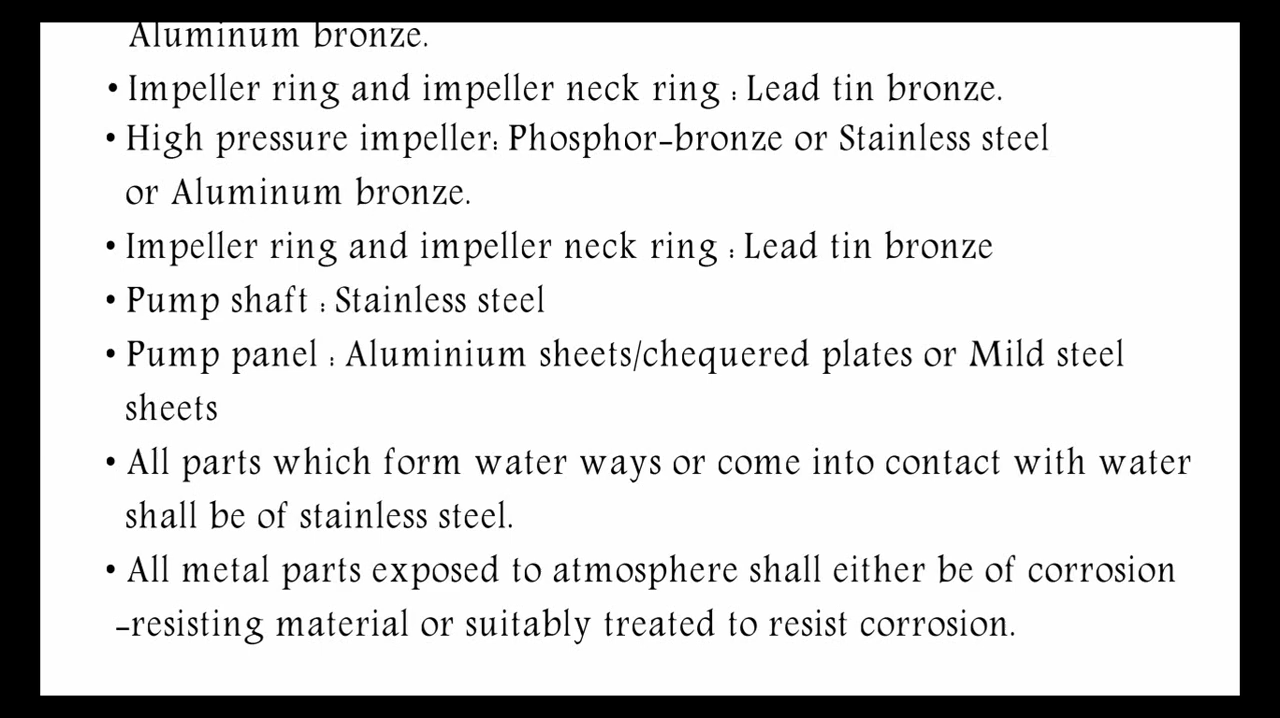 Aluminum bronze.
• Impeller ring and impeller neck ring : Lead tin bronze.
• High pressure impeller: Phosphor-bronze or Stainless steel
or Aluminum bronze.
• Impeller ring and impeller neck ring : Lead tin bronze
• Pump shaft : Stainless steel
• Pump panel : Aluminium sheets/chequered plates or Mild steel
sheets
• All parts which form water ways or come into contact with water
shall be of stainless steel.
• All metal parts exposed to atmosphere shall either be of corrosion
-resisting material or suitably treated to resist corrosion.